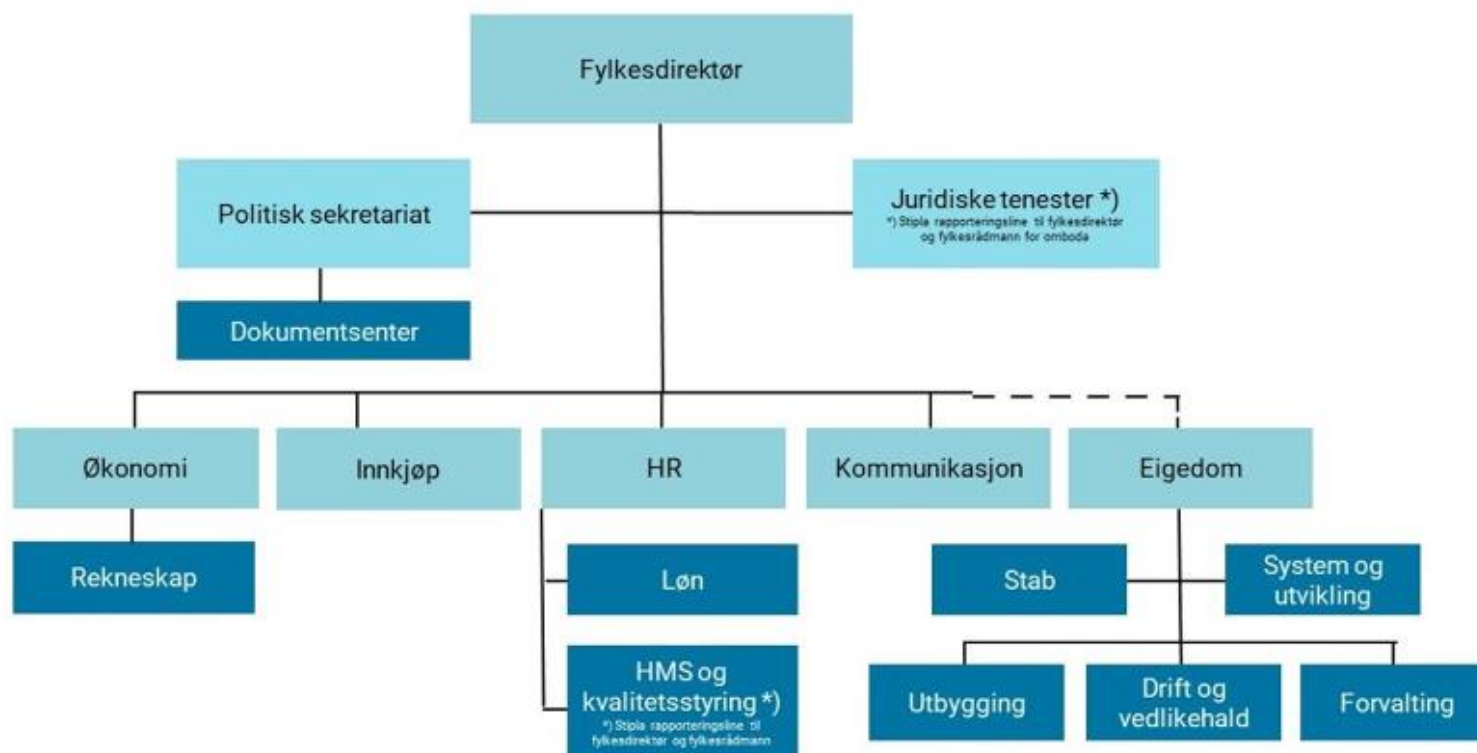 Fylkesdirektør
Politisk sekretariat
Juridiske tenester *)
*) Stipla rapporteringsline til fylkesdirektør
og fylkesrådmann for omboda
Dokumentsenter
Økonomi
Innkjøp
HR
Kommunikasjon
Eigedom
Rekneskap
Løn
Stab
System og
utvikling
HMS og
kvalitetsstyring *)
*) Stipla rapporteringsline til
fylkesdirektør og fylkesrådmann
Utbygging
Drift og
vedlikehald
Forvalting